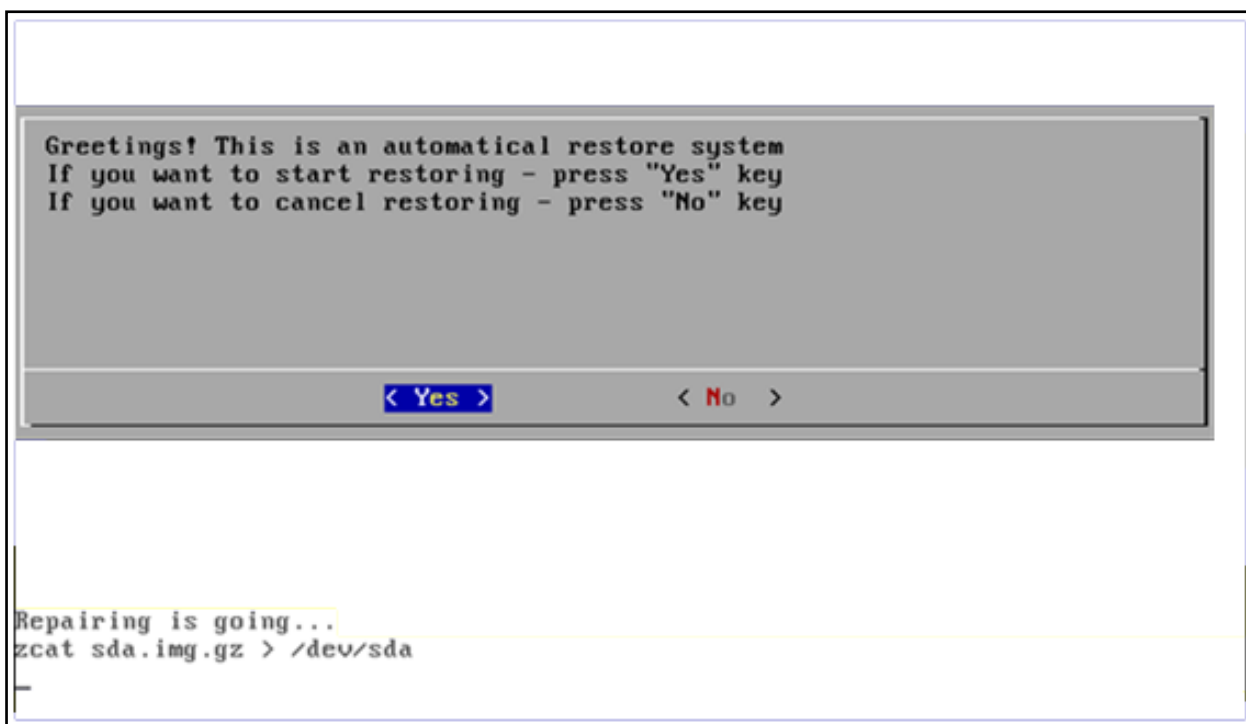 Greetings! This is an automatical restore system
If you want to start restoring - press "Yes" key
If you want to cancel restoring - press "No" key
< Yes > < No >
Repairing is going...
zcat sda.img.gz > /dev/sda
_